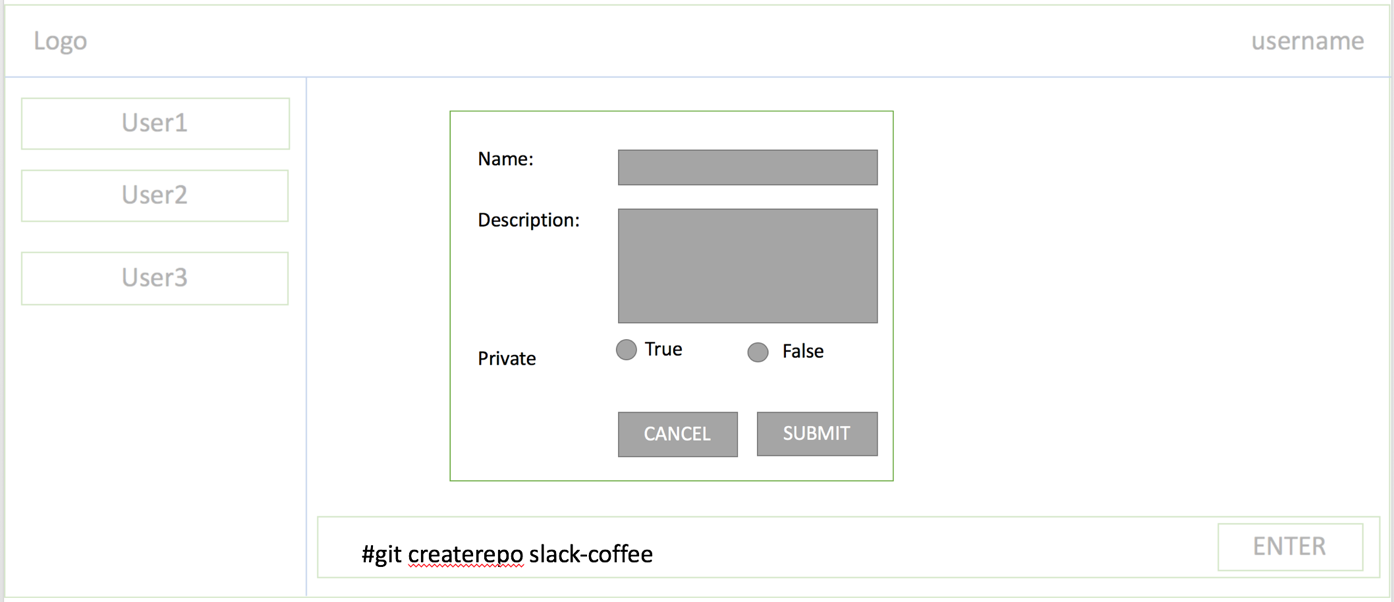 Logo
username
User1
User2
User3
Name:
Description:
Private
True
False
CANCEL
SUBMIT
#git createrepo slack-coffee
ENTER